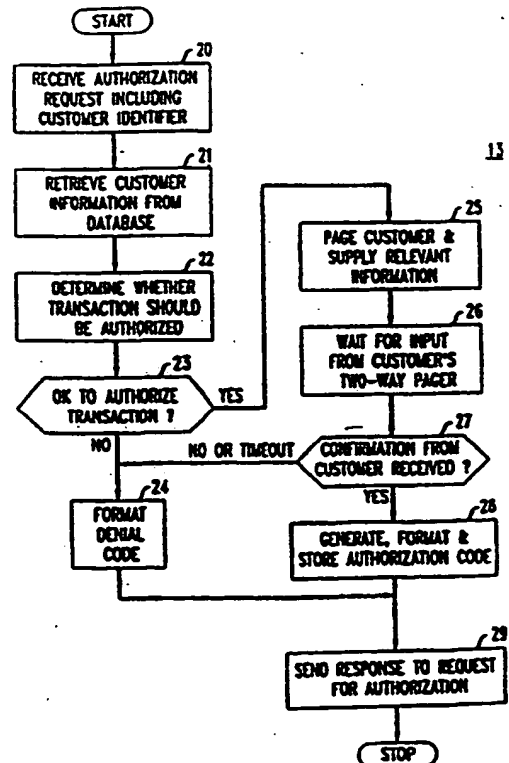 START
20
RECEIVE AUTHORIZATION
REQUEST INCLUDING
CUSTOMER IDENTIFIER
21
RETRIEVE CUSTOMER
INFORMATION FROM
DATABASE
22
DETERMINE WHETHER
TRANSACTION SHOULD
BE AUTHORIZED
23
OK TO AUTHORIZE
TRANSACTION ?
YES
NO
24
FORMAT
DENIAL
CODE
13
25
PAGE CUSTOMER &
SUPPLY RELEVANT
INFORMATION
26
WAIT FOR INPUT
FROM CUSTOMER'S
TWO-WAY PAGER
27
CONFIRMATION FROM
CUSTOMER RECEIVED ?
NO OR TIMEOUT
YES
28
GENERATE, FORMAT &
STORE AUTHORIZATION CODE
29
SEND RESPONSE TO REQUEST
FOR AUTHORIZATION
STOP